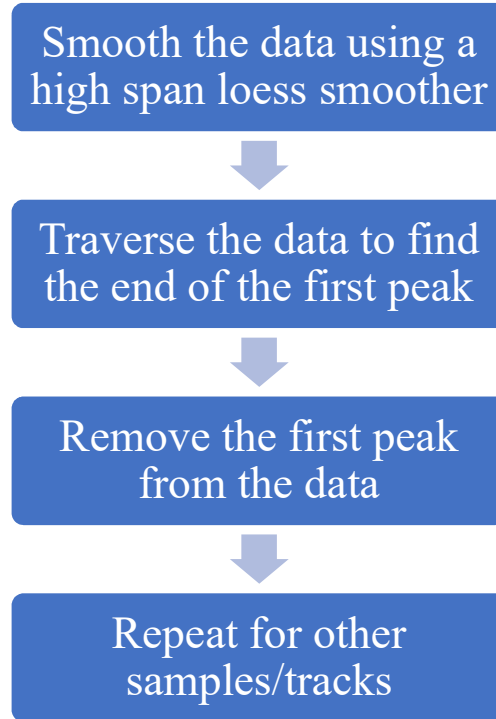 Smooth the data using a
high span loess smoother
Traverse the data to find
the end of the first peak
Remove the first peak
from the data
Repeat for other
samples/tracks